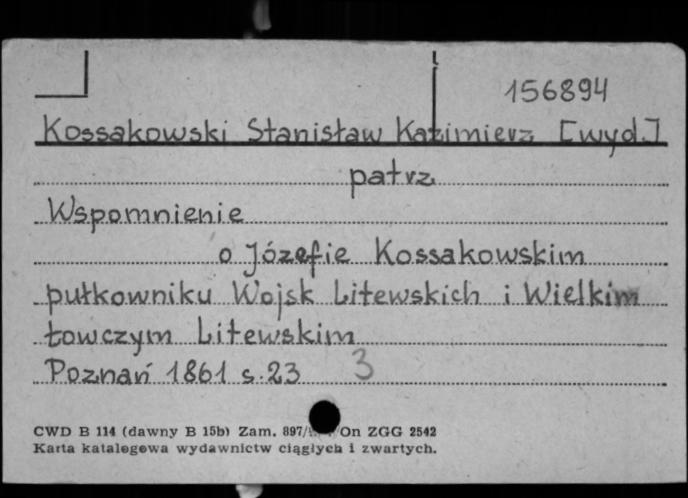 156894
Kossakowski Stanisław Kazimierz [wyd.]
patrz
Wspomnienie
o Józefie Kossakowskim
pułkowniku Wojsk Litewskich i Wielkim
łowczym Litewskim
Poznań 1861 s.23 3
CWD B 114 (dawny B 15b) Zam. 897/ On ZGG 2542
Karta katalogowa wydawnictw ciągłych i zwartych.